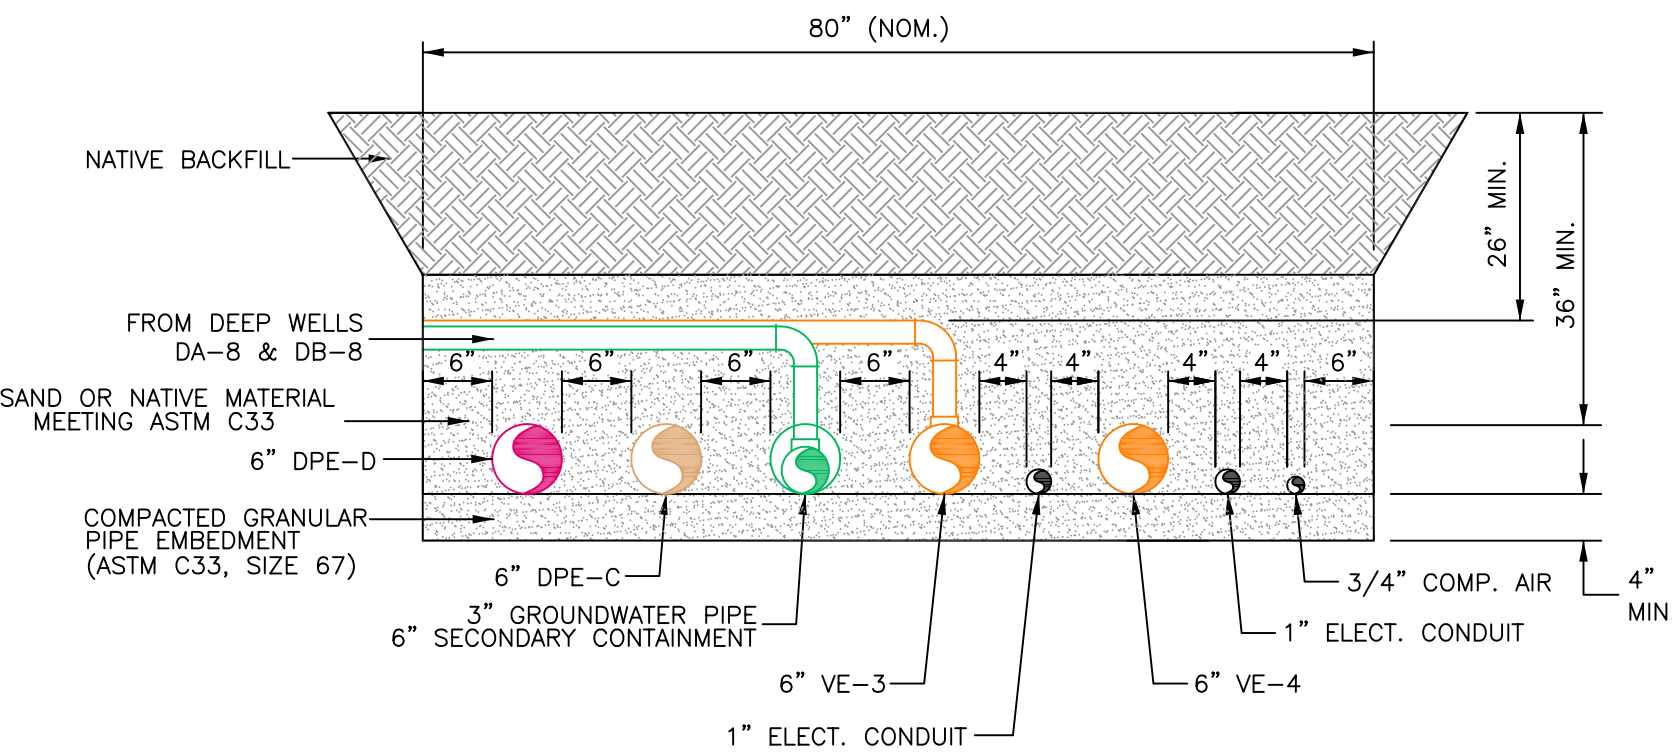 80” (NOM.)
NATIVE BACKFILL
26” MIN.
36” MIN.
FROM DEEP WELLS
DA-8 & DB-8
6” 6” 6” 6” 4” 4” 4” 4” 6”
SAND OR NATIVE MATERIAL
MEETING ASTM C33
6” DPE-D
COMPACTED GRANULAR
PIPE EMBEDMENT
(ASTM C33, SIZE 67)
6” DPE-C
3/4” COMP. AIR
4”
MIN
3” GROUNDWATER PIPE
6” SECONDARY CONTAINMENT
1” ELECT. CONDUIT
6” VE-3
6” VE-4
1” ELECT. CONDUIT